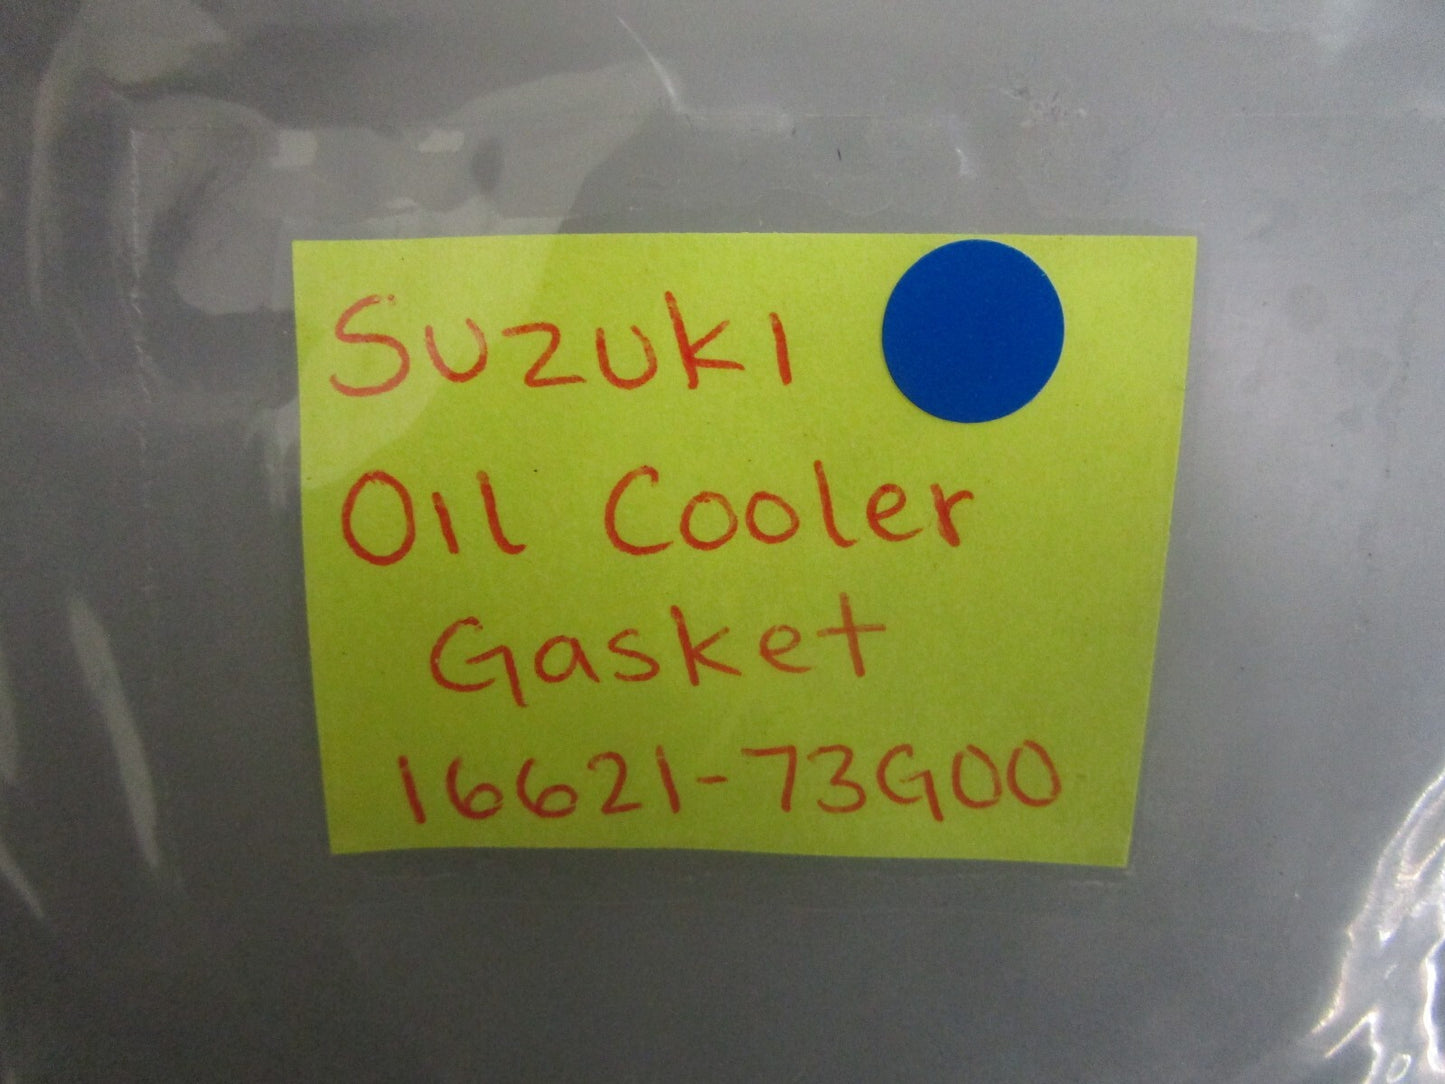 Suzuki
Oil Cooler
Gasket
16621-73G00